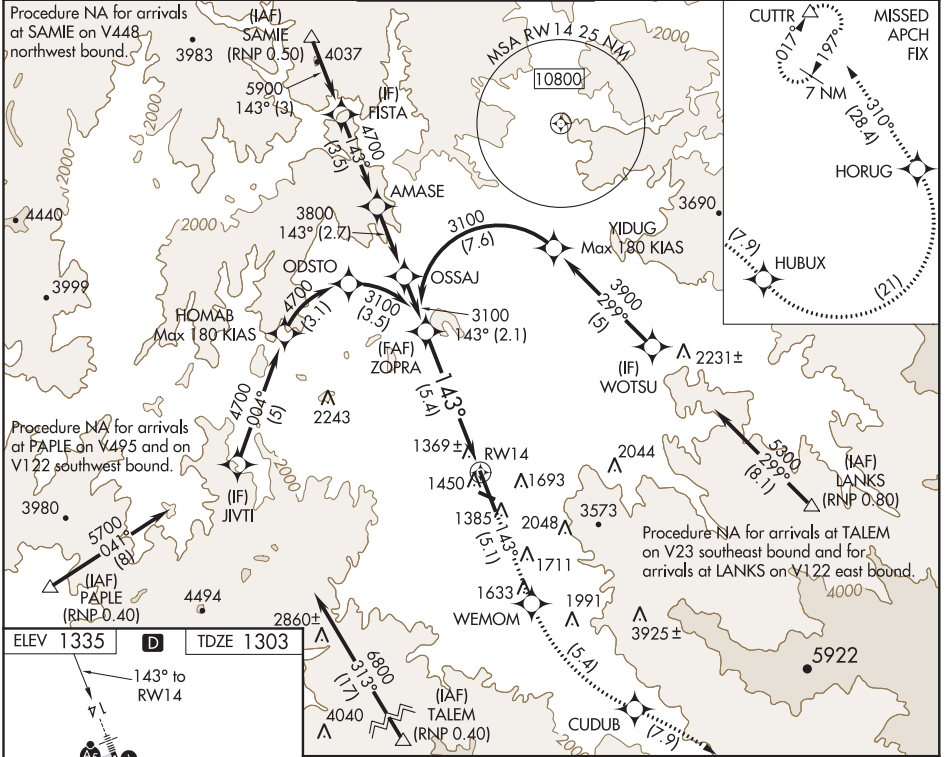 Procedure NA for arrivals
at SAMIE on V448
northwest bound.
3983
(IAF)
SAMIE
(RNP 0.50)
4037
5900
143° (3)
(IF)
FISTA
4700
143°
(3.5)
AMASE
3800
143° (2.7)
2000
2000
2000
2000
MSA RW14 25 NM
10800
CUTTR
MISSED
APCH
FIX
017°
197°
7 NM
310°
(28.4)
HORUG
HUBUX
(7.9)
(21)
4440
3999
3690
3100
(7.6)
YIDUG
Max 180 KIAS
ODSTO
OSSAJ
4700
(3.1)
3100
(3.5)
HOMAB
Max 180 KIAS
3100
143° (2.1)
(FAF)
ZOPRA
3900
299°
(5)
(IF)
WOTSU
2231±
4700
004°
(5)
2243
143°
(5.4)
Procedure NA for arrivals
at PAPLE on V495 and on
V122 southwest bound.
(IF)
JIVTI
2000
1369±
RW14
1450
1693
2044
1385
2048
3573
2000
5300
299°
(8.1)
(IAF)
LANKS
(RNP 0.80)
3980
5700
041°
(8)
(IAF)
PAPLE
(RNP 0.40)
143°
(5.1)
1711
Procedure NA for arrivals at TALEM
on V23 southeast bound and for
arrivals at LANKS on V122 east bound.
4000
4494
1633
WEMOM
1991
3925±
2860±
5922
(5.4)
6800
313°
(17)
(IAF)
TALEM
(RNP 0.40)
4040
CUDUB
(7.9)
2000
ELEV 1335
D
TDZE 1303
143° to
RW14
14